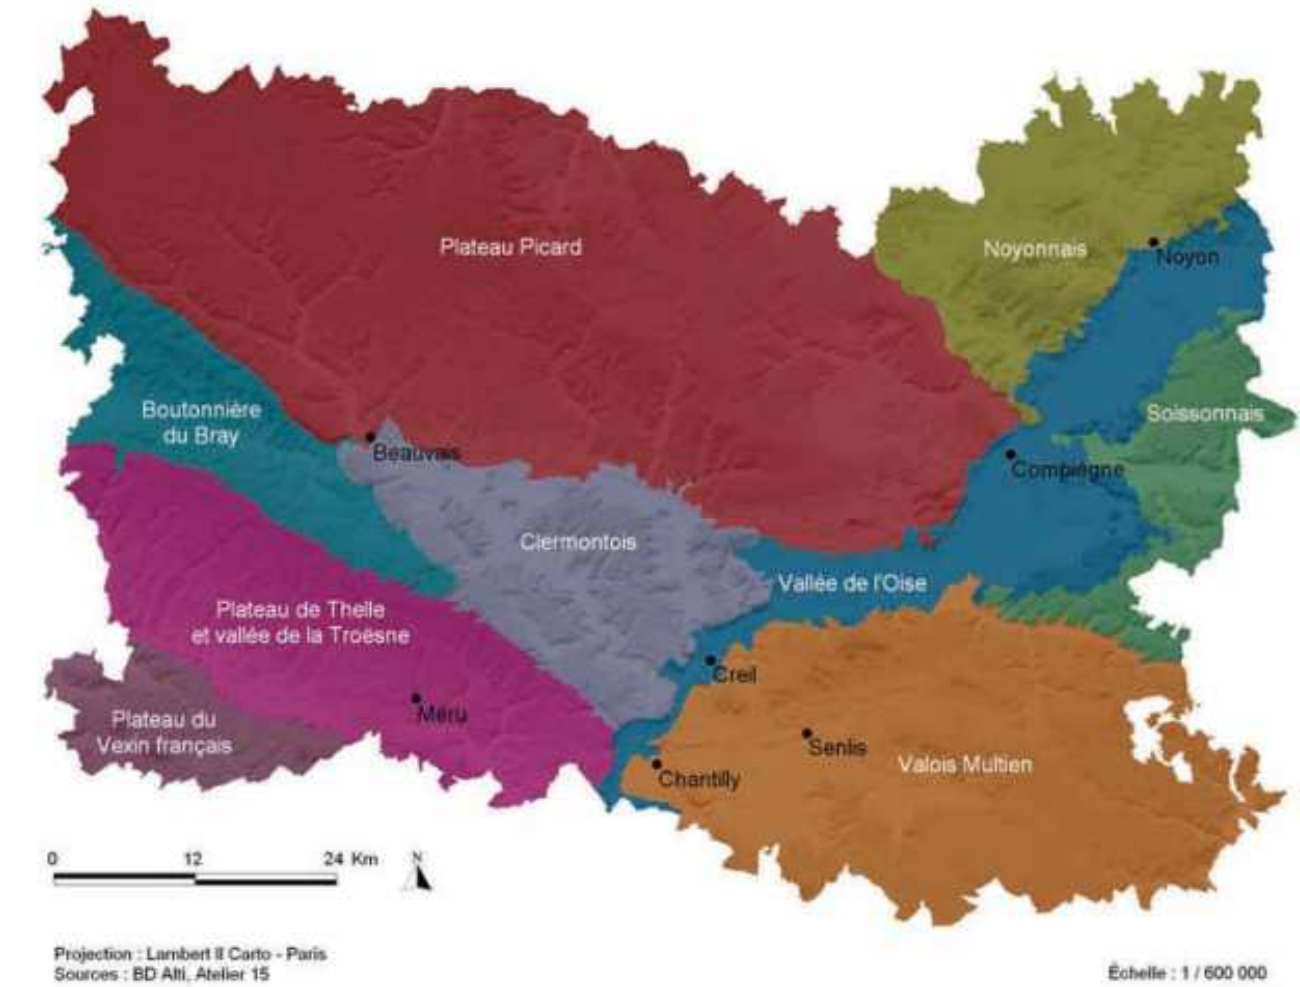 Plateau Picard
Noyonnais
Noyon
Boutonnière
du Bray
Soissonnais
Beauvais
Compiègne
Clermontois
Vallée de l'Oise
Plateau de Thelle
et vallée de la Troësne
Creil
Méru
Plateau du
Vexin français
Senlis
Valois Multien
Chantilly
0 12 24 Km
N
Projection : Lambert II Carto - Paris
Sources : BD Alti, Atelier 15
Échelle : 1 / 600 000